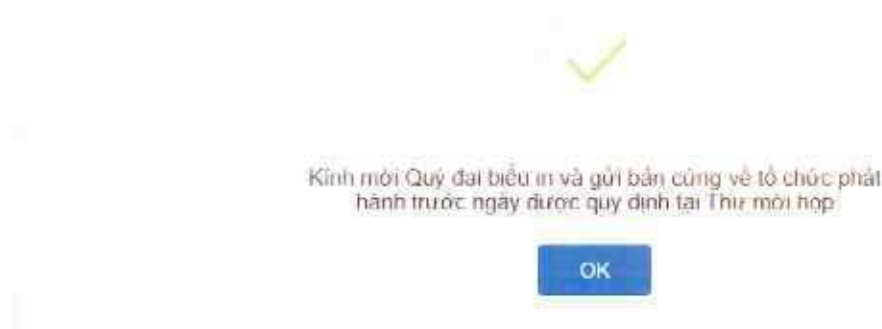 Kính mời Quý đại biểu in và gửi bản cứng về tổ chức phát
hành trước ngày được quy định tại Thư mời họp
OK